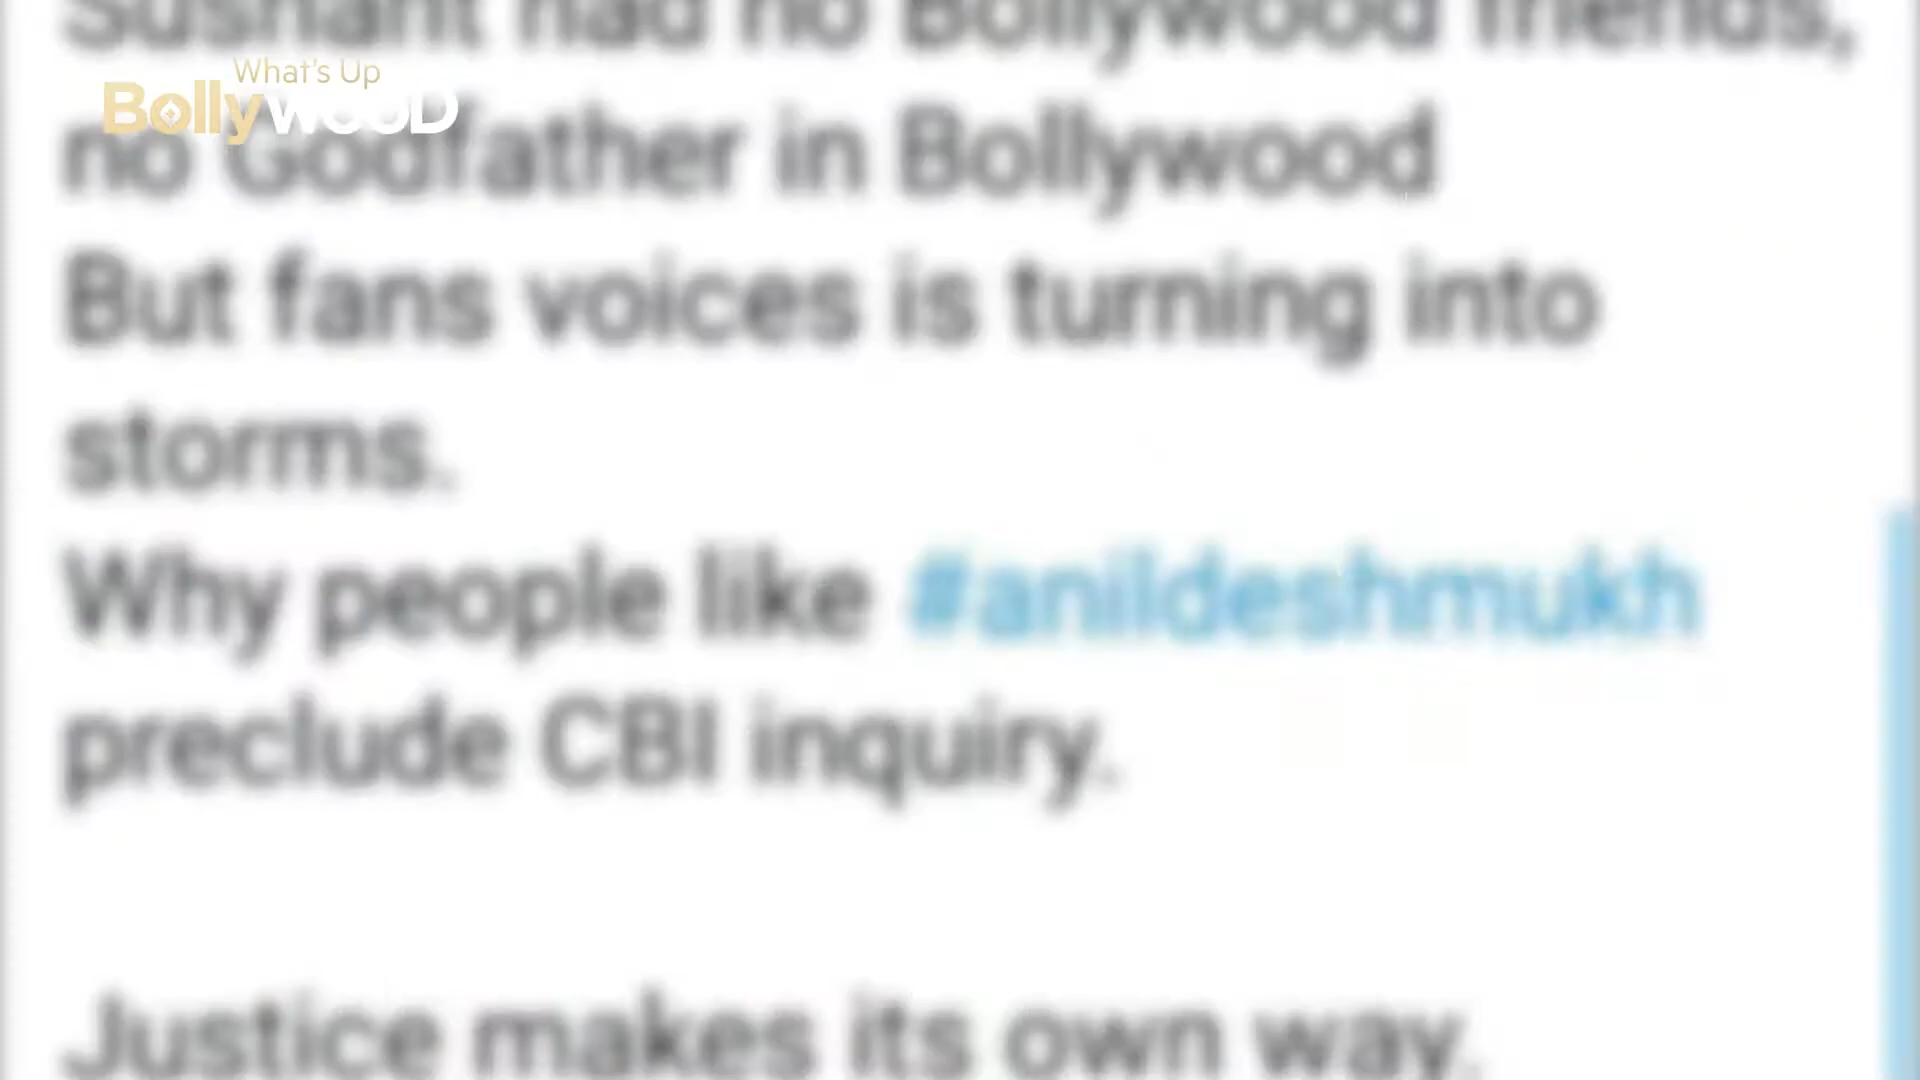 Sushant had no Bollywood friends,
What's Up
BollyWOOD
no Godfather in Bollywood
But fans voices is turning into
storms.
Why people like #anildeshmukh
preclude CBI inquiry.
Justice makes its own way.